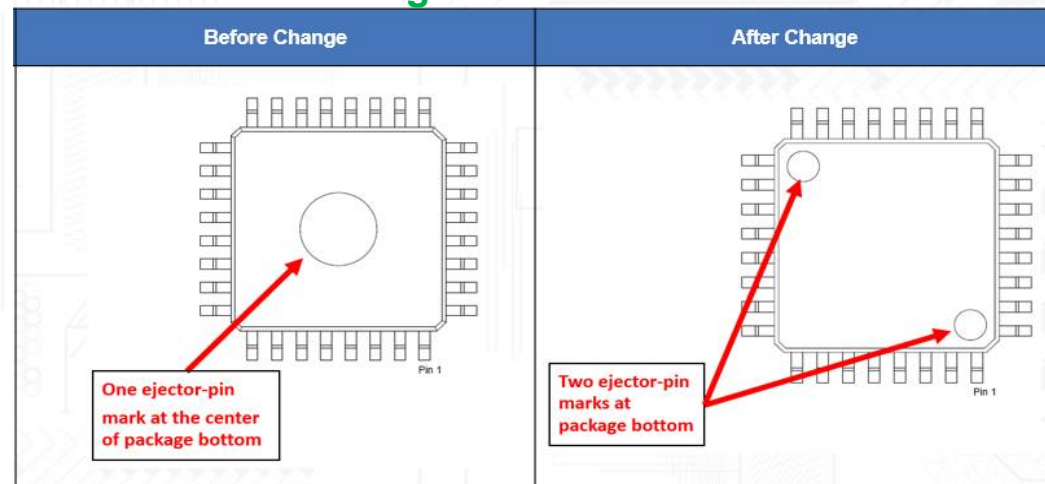 Before Change
After Change
Pin 1
One ejector-pin
mark at the center
of package bottom
Pin 1
Two ejector-pin
marks at
package bottom